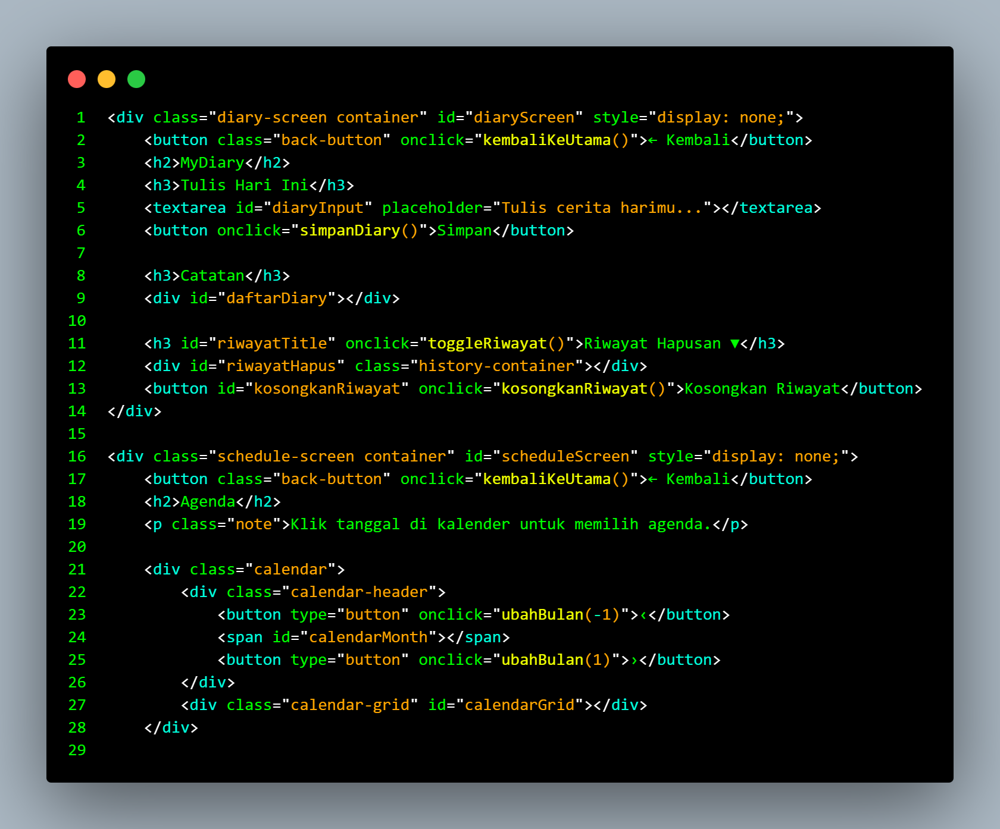 1 <div class="diary-screen container" id="diaryScreen" style="display: none;">
2     <button class="back-button" onclick="kembaliKeUtama()">← Kembali</button>
3     <h2>MyDiary</h2>
4     <h3>Tulis Hari Ini</h3>
5     <textarea id="diaryInput" placeholder="Tulis cerita harimu..."></textarea>
6     <button onclick="simpanDiary()">Simpan</button>
7
8     <h3>Catatan</h3>
9     <div id="daftarDiary"></div>
10
11     <h3 id="riwayatTitle" onclick="toggleRiwayat()">Riwayat Hapusan ▼</h3>
12     <div id="riwayatHapus" class="history-container"></div>
13     <button id="kosongkanRiwayat" onclick="kosongkanRiwayat()">Kosongkan Riwayat</button>
14 </div>
15
16 <div class="schedule-screen container" id="scheduleScreen" style="display: none;">
17     <button class="back-button" onclick="kembaliKeUtama()">← Kembali</button>
18     <h2>Agenda</h2>
19     <p class="note">Klik tanggal di kalender untuk memilih agenda.</p>
20
21     <div class="calendar">
22         <div class="calendar-header">
23             <button type="button" onclick="ubahBulan(-1)">‹</button>
24             <span id="calendarMonth"></span>
25             <button type="button" onclick="ubahBulan(1)">›</button>
26         </div>
27         <div class="calendar-grid" id="calendarGrid"></div>
28     </div>
29